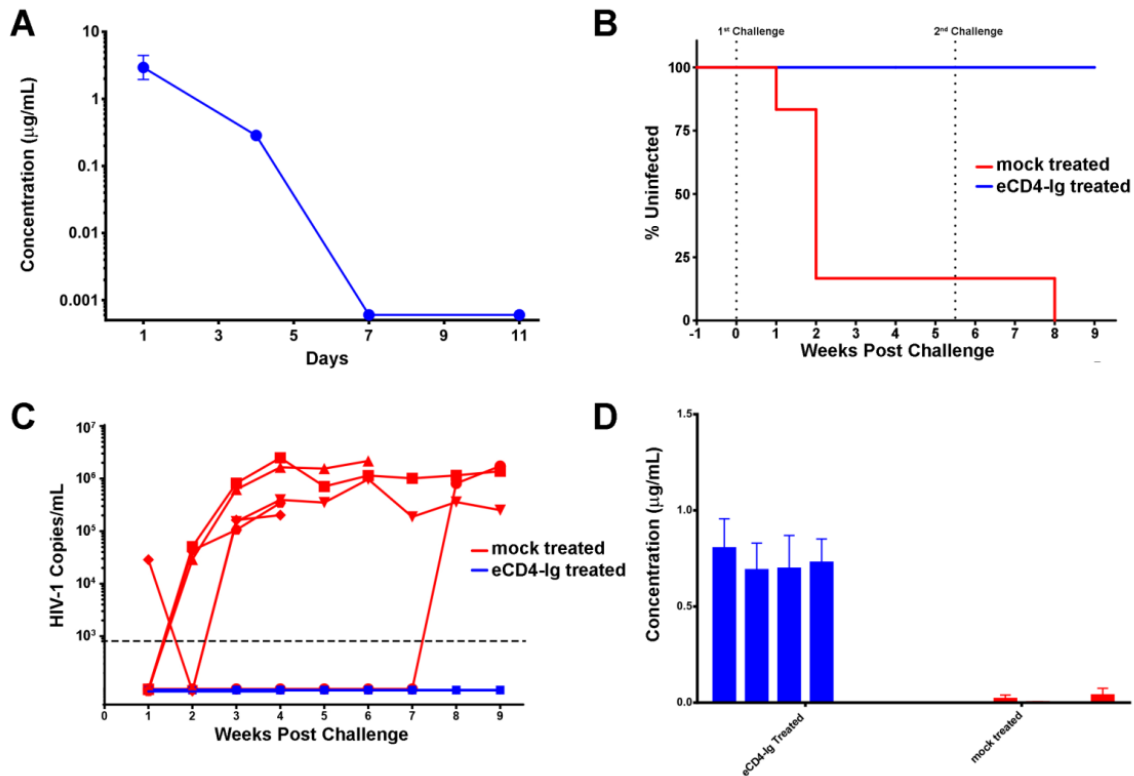 A
Concentration (µg/mL)
10
1
0.1
0.01
0.001
1 3 5 7 9 11
Days
B
1st Challenge
2nd Challenge
% Uninfected
100
75
50
25
0
-1 0 1 2 3 4 5 6 7 8 9
Weeks Post Challenge
mock treated
eCD4-Ig treated
C
HIV-1 Copies/mL
10⁷
10⁶
10⁵
10⁴
10³
0 1 2 3 4 5 6 7 8 9
Weeks Post Challenge
mock treated
eCD4-Ig treated
D
Concentration (µg/mL)
1.5
1.0
0.5
0.0
eCD4-Ig Treated
mock treated